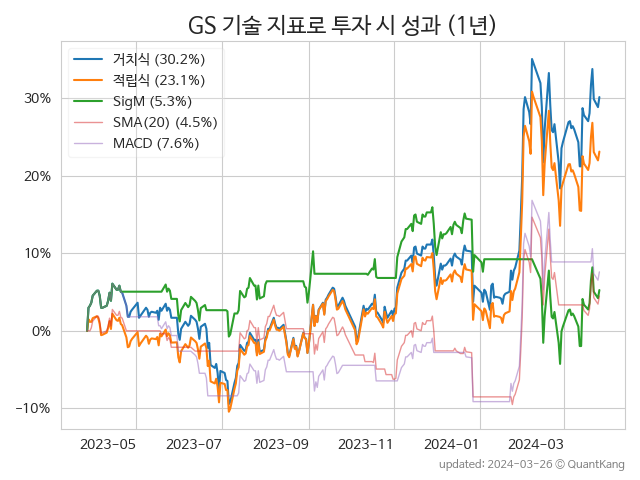 GS 기술 지표로 투자 시 성과 (1년)
거치식 (30.2%)
적립식 (23.1%)
SigM (5.3%)
SMA(20) (4.5%)
MACD (7.6%)
30%
20%
10%
0%
−10%
2023-05 2023-07 2023-09 2023-11 2024-01 2024-03
updated: 2024-03-26 ⓒ QuantKang